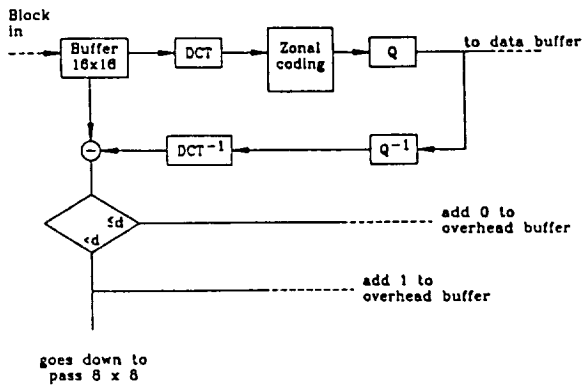 Block
in
Buffer
16x16
DCT
Zonal
coding
Q
to data buffer
−
DCT⁻¹
Q⁻¹
≤d
<d
add 0 to
overhead buffer
add 1 to
overhead buffer
goes down to
pass 8 x 8